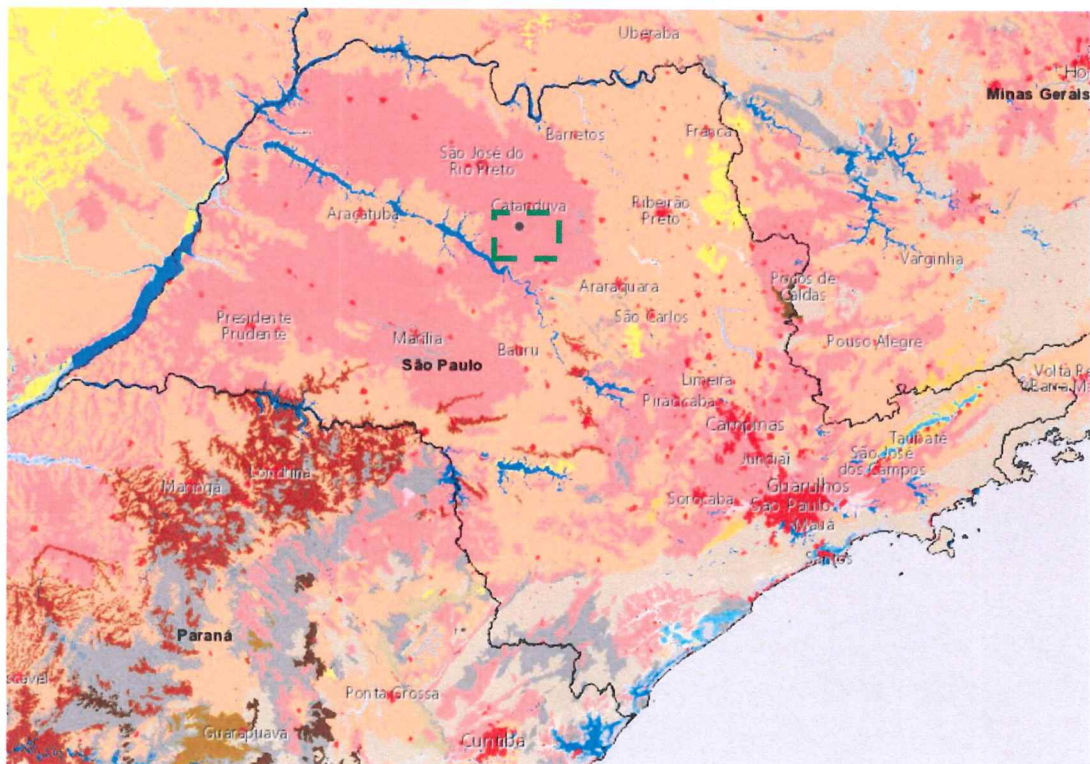 Uberaba
Minas Gerais
Franca
Barretos
São José do
Rio Preto
Catanduva
Ribeirão
Preto
Araçatuba
Varginha
Araraquara
Poços de
Caldas
São Carlos
Presidente
Prudente
Marília
Bauru
São Paulo
Pouso Alegre
Limeira
Piracicaba
Campinas
Taubaté
Jundiaí
São José
dos Campos
Londrina
Maringá
Guarulhos
Sorocaba
São Paulo
Mauá
Santos
Paraná
Ponta Grossa
Guarapuava
Curitiba